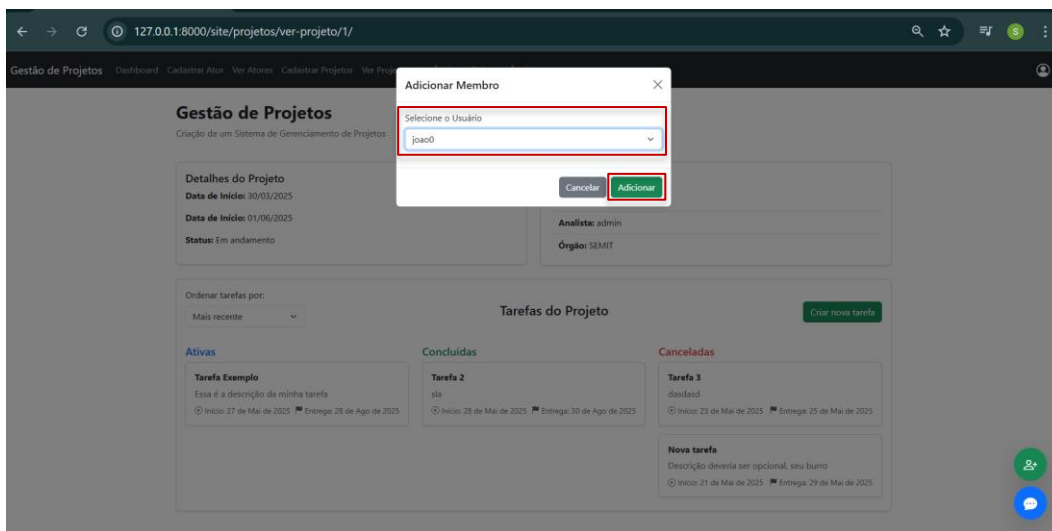 127.0.0.1:8000/site/projetos/ver-projeto/1/
S
Gestão de Projetos Dashboard Cadastrar Ator Ver Atores Cadastrar Projetos Ver
Adicionar Membro
Selecione o Usuário
joao0
Cancelar Adicionar
Gestão de Projetos
Criação de um Sistema de Gerenciamento de Projetos
Detalhes do Projeto
Data de Início: 30/03/2025
Data de Início: 01/06/2025
Status: Em andamento
Analista: admin
Órgão: SEMIT
Ordenar tarefas por:
Mais recente
Tarefas do Projeto
Criar nova tarefa
Ativas
Tarefa Exemplo
Essa é a descrição da minha tarefa
Início: 27 de Mai de 2025 Entrega: 28 de Ago de 2025
Concluídas
Tarefa 2
sla
Início: 28 de Mai de 2025 Entrega: 30 de Ago de 2025
Canceladas
Tarefa 3
dasdasd
Início: 23 de Mai de 2025 Entrega: 25 de Mai de 2025
Nova tarefa
Descrição deveria ser opcional, seu burro
Início: 21 de Mai de 2025 Entrega: 29 de Mai de 2025